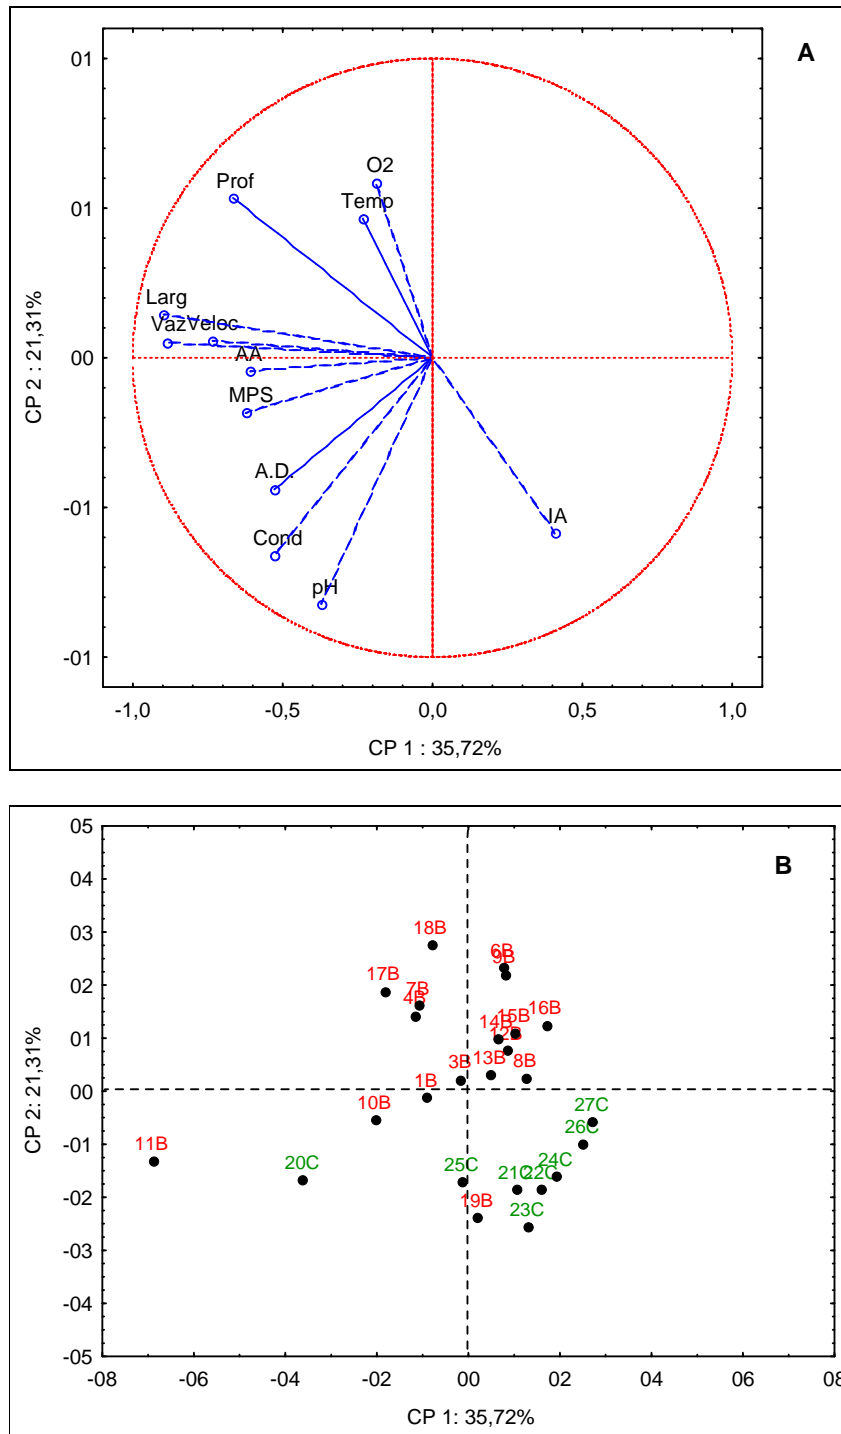 A
01
O2
Prof
Temp
01
Larg
Vaz Veloc
00
AA
MPS
A.D.
-01
IA
Cond
pH
-01
CP 2 : 21,31%
-1,0 -0,5 0,0 0,5 1,0
CP 1 : 35,72%
05
B
04
03
18B
6B
9B
17B
02
7B
4B
16B
15B
14B
12B
01
3B 13B 8B
1B
00
10B
27C
26C
-01
11B
20C 25C 24C
21C 22C
-02
19B
23C
-03
-04
-05
CP 2: 21,31%
-08 -06 -04 -02 00 02 04 06 08
CP 1: 35,72%